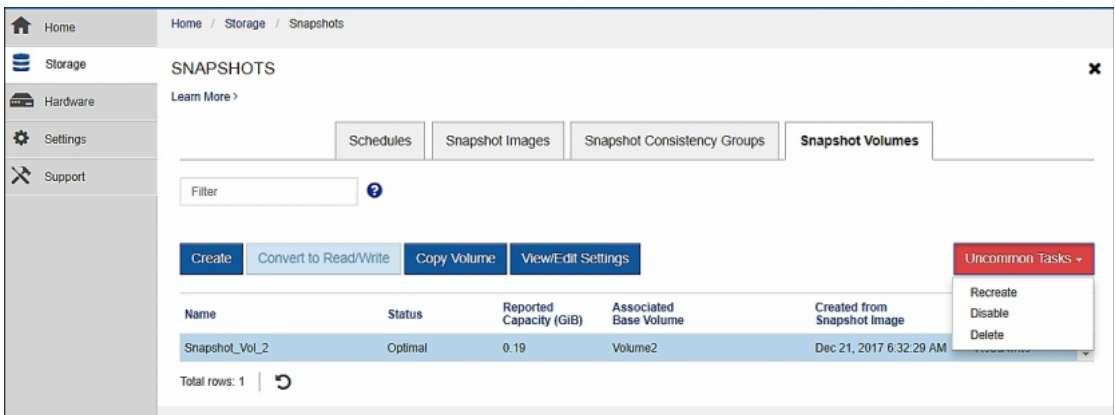 Home
Storage
Hardware
Settings
Support
Home / Storage / Snapshots
SNAPSHOTS
Learn More >
Schedules Snapshot Images Snapshot Consistency Groups Snapshot Volumes
Filter
Create Convert to Read/Write Copy Volume View/Edit Settings Uncommon Tasks
Recreate
Disable
Delete
Name Status Reported Capacity (GiB) Associated Base Volume Created from Snapshot Image
Snapshot_Vol_2 Optimal 0.19 Volume2 Dec 21, 2017 6:32:29 AM
Total rows: 1